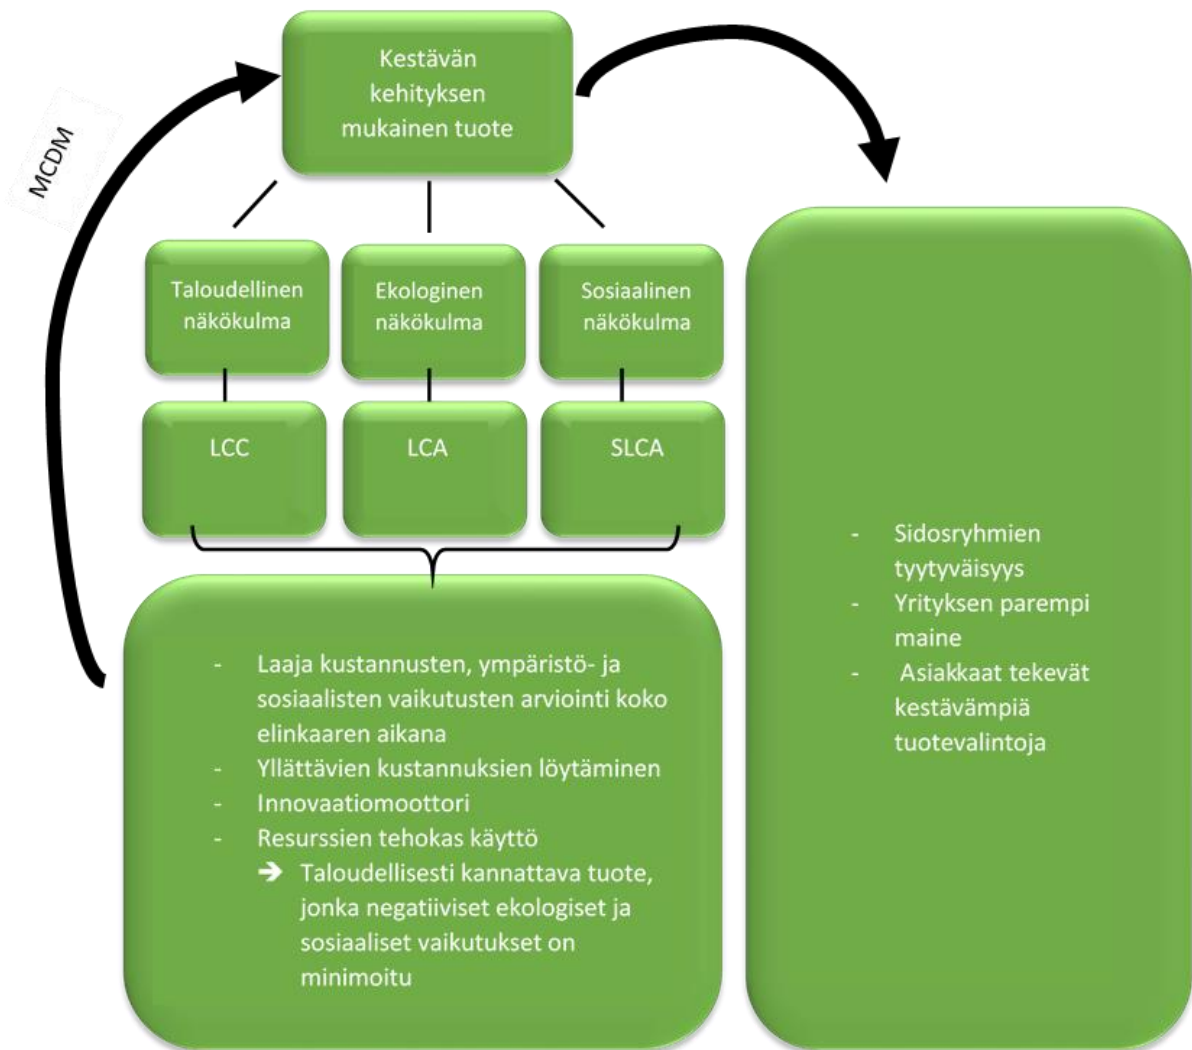 Kestävän
kehityksen
mukainen tuote
MCDM
Taloudellinen
näkökulma
Ekologinen
näkökulma
Sosiaalinen
näkökulma
LCC
LCA
SLCA
- Laaja kustannusten, ympäristö- ja
sosiaalisten vaikutusten arviointi koko
elinkaaren aikana
- Yllättävien kustannuksien löytäminen
- Innovaatiomoottori
- Resurssien tehokas käyttö
➔ Taloudellisesti kannattava tuote,
jonka negatiiviset ekologiset ja
sosiaaliset vaikutukset on
minimoitu
- Sidosryhmien
tyytyväisyys
- Yrityksen parempi
maine
- Asiakkaat tekevät
kestävämpiä
tuotevalintoja